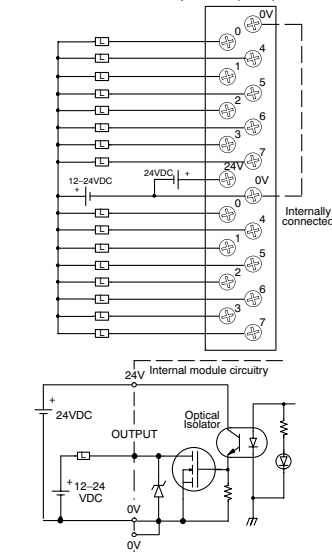 0V
0
L
4
L
1
L
5
L
2
L
6
L
3
L
7
L
24V
24VDC +
12–24VDC
+
0V
Internally
connected
0
L
4
L
1
L
5
L
2
L
6
L
3
L
7
L
Internal module circuitry
24V
+
24VDC
OUTPUT
Optical
Isolator
L
+
12–24
VDC
0V
0V